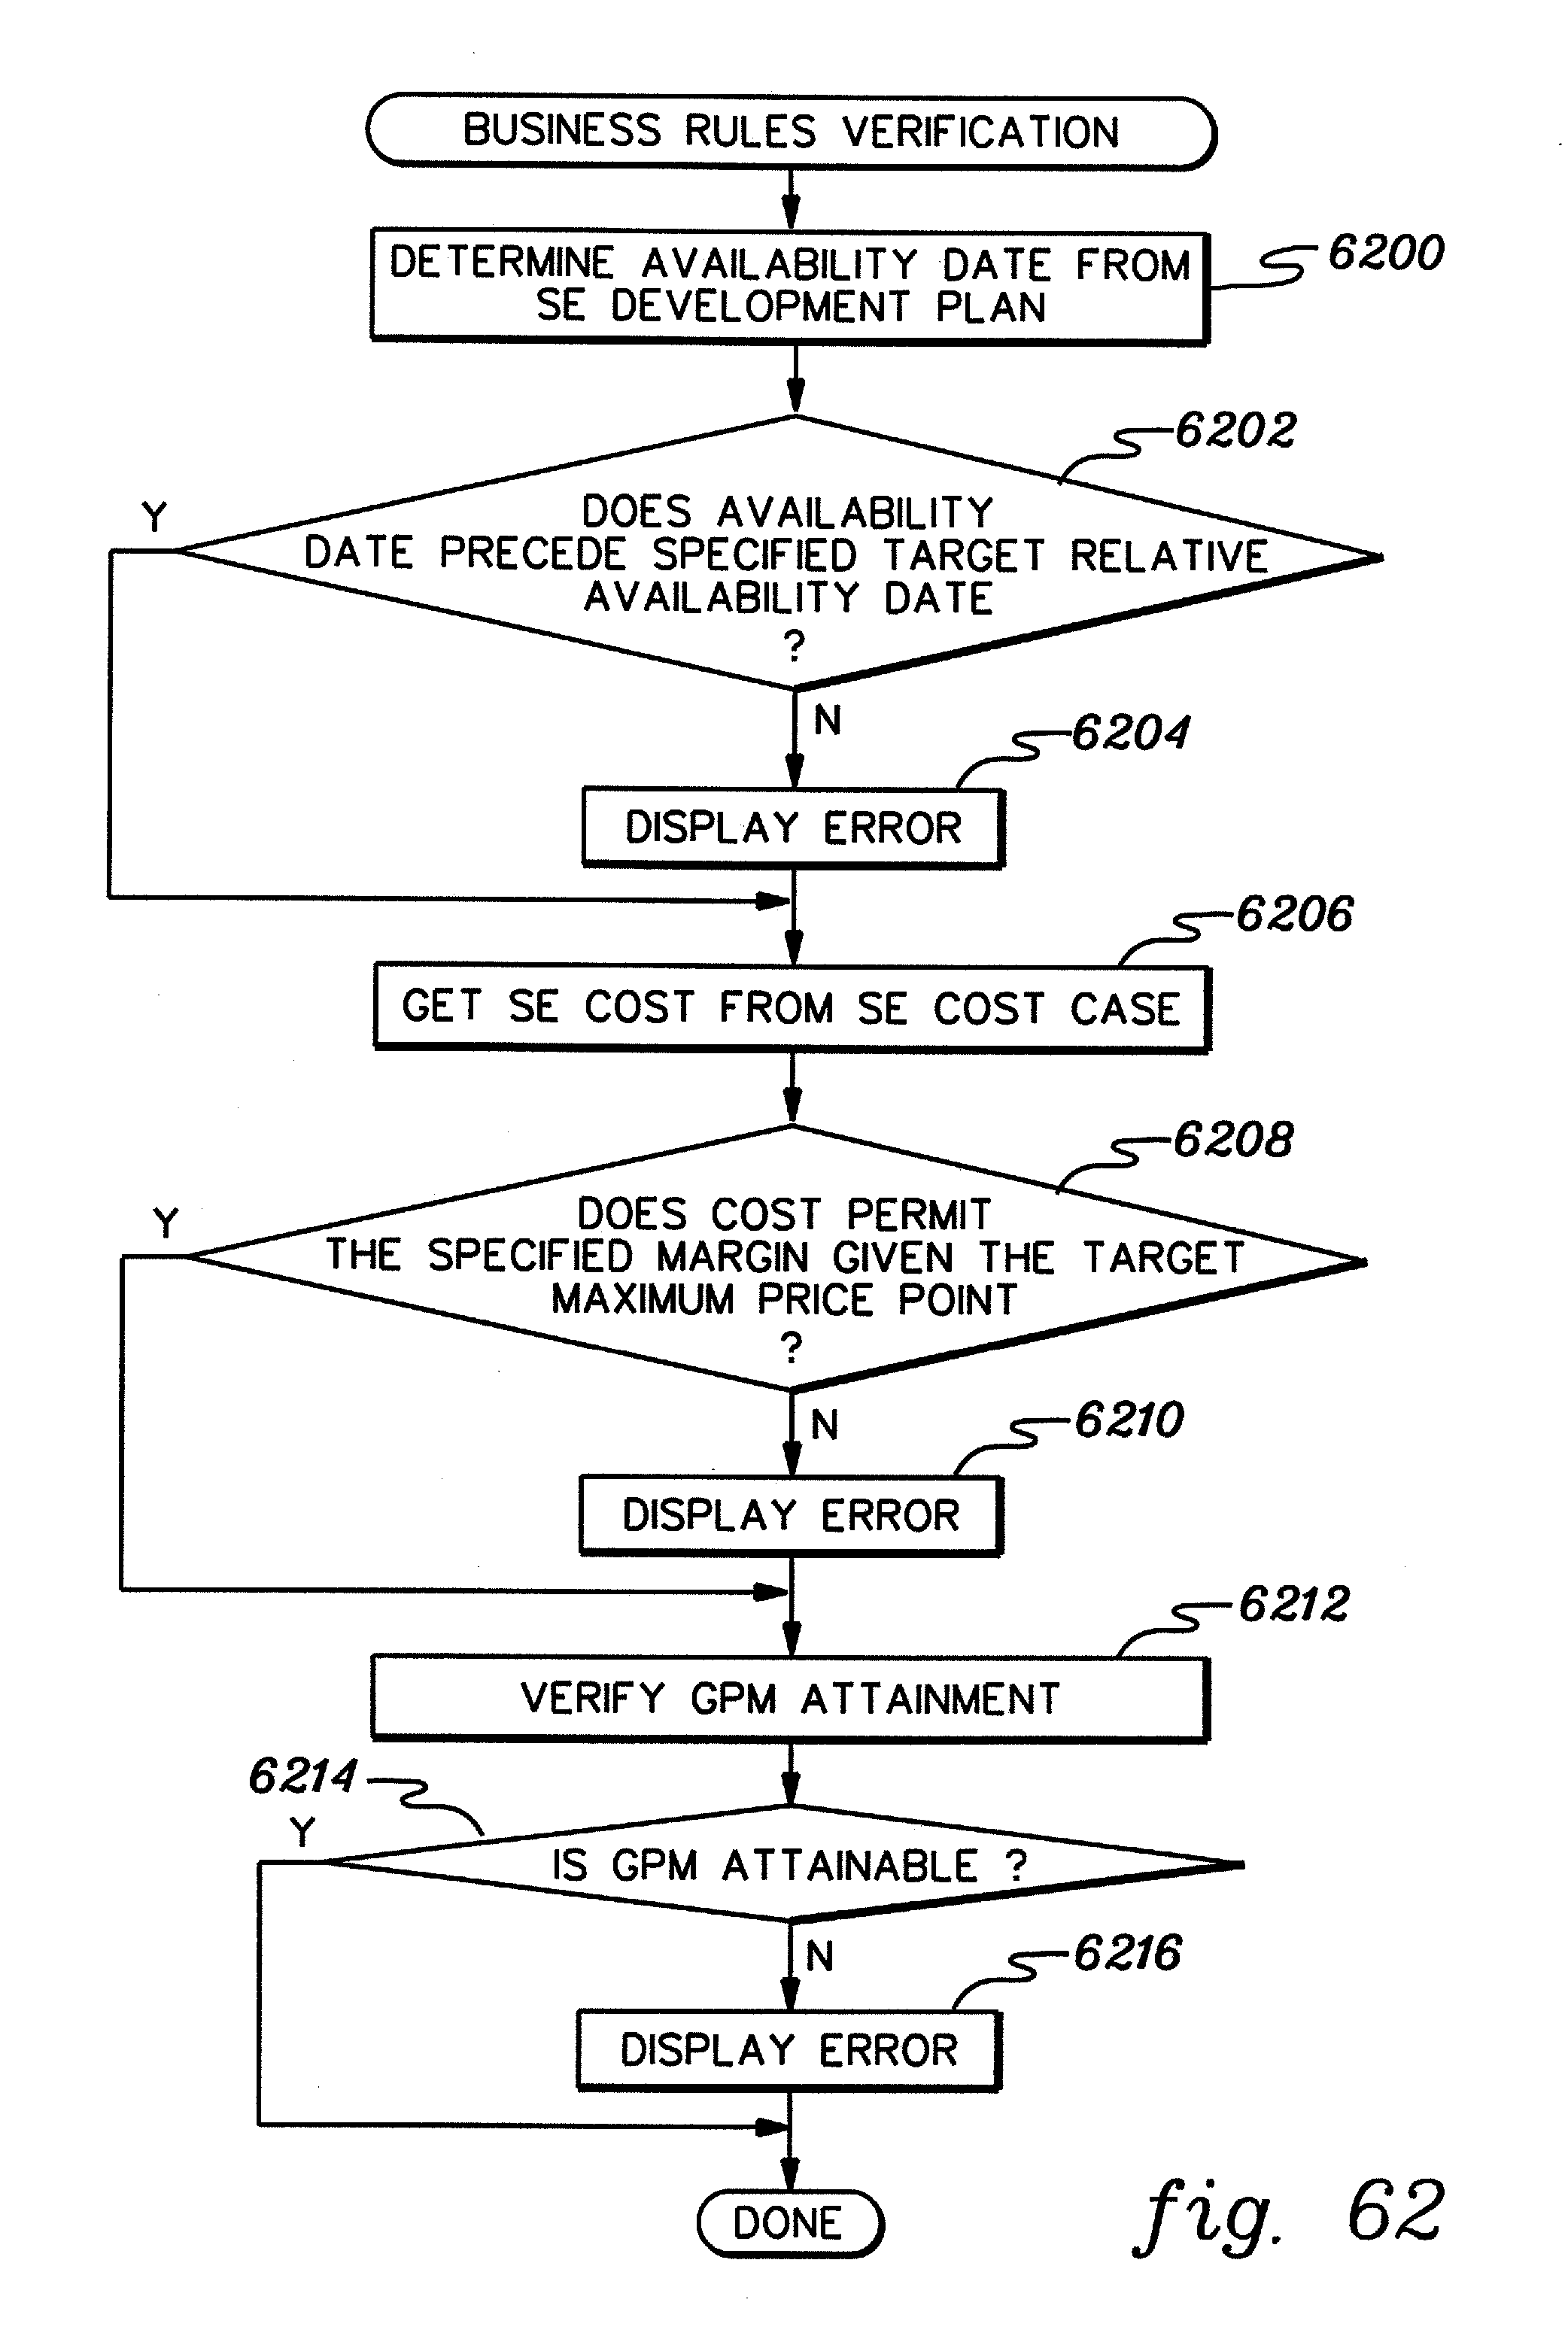 BUSINESS RULES VERIFICATION
DETERMINE AVAILABILITY DATE FROM
SE DEVELOPMENT PLAN
6200
6202
DOES AVAILABILITY
DATE PRECEDE SPECIFIED TARGET RELATIVE
AVAILABILITY DATE
?
Y
N
6204
DISPLAY ERROR
6206
GET SE COST FROM SE COST CASE
6208
DOES COST PERMIT
THE SPECIFIED MARGIN GIVEN THE TARGET
MAXIMUM PRICE POINT
?
Y
N
6210
DISPLAY ERROR
6212
VERIFY GPM ATTAINMENT
6214
Y
IS GPM ATTAINABLE ?
N
6216
DISPLAY ERROR
DONE
fig. 62